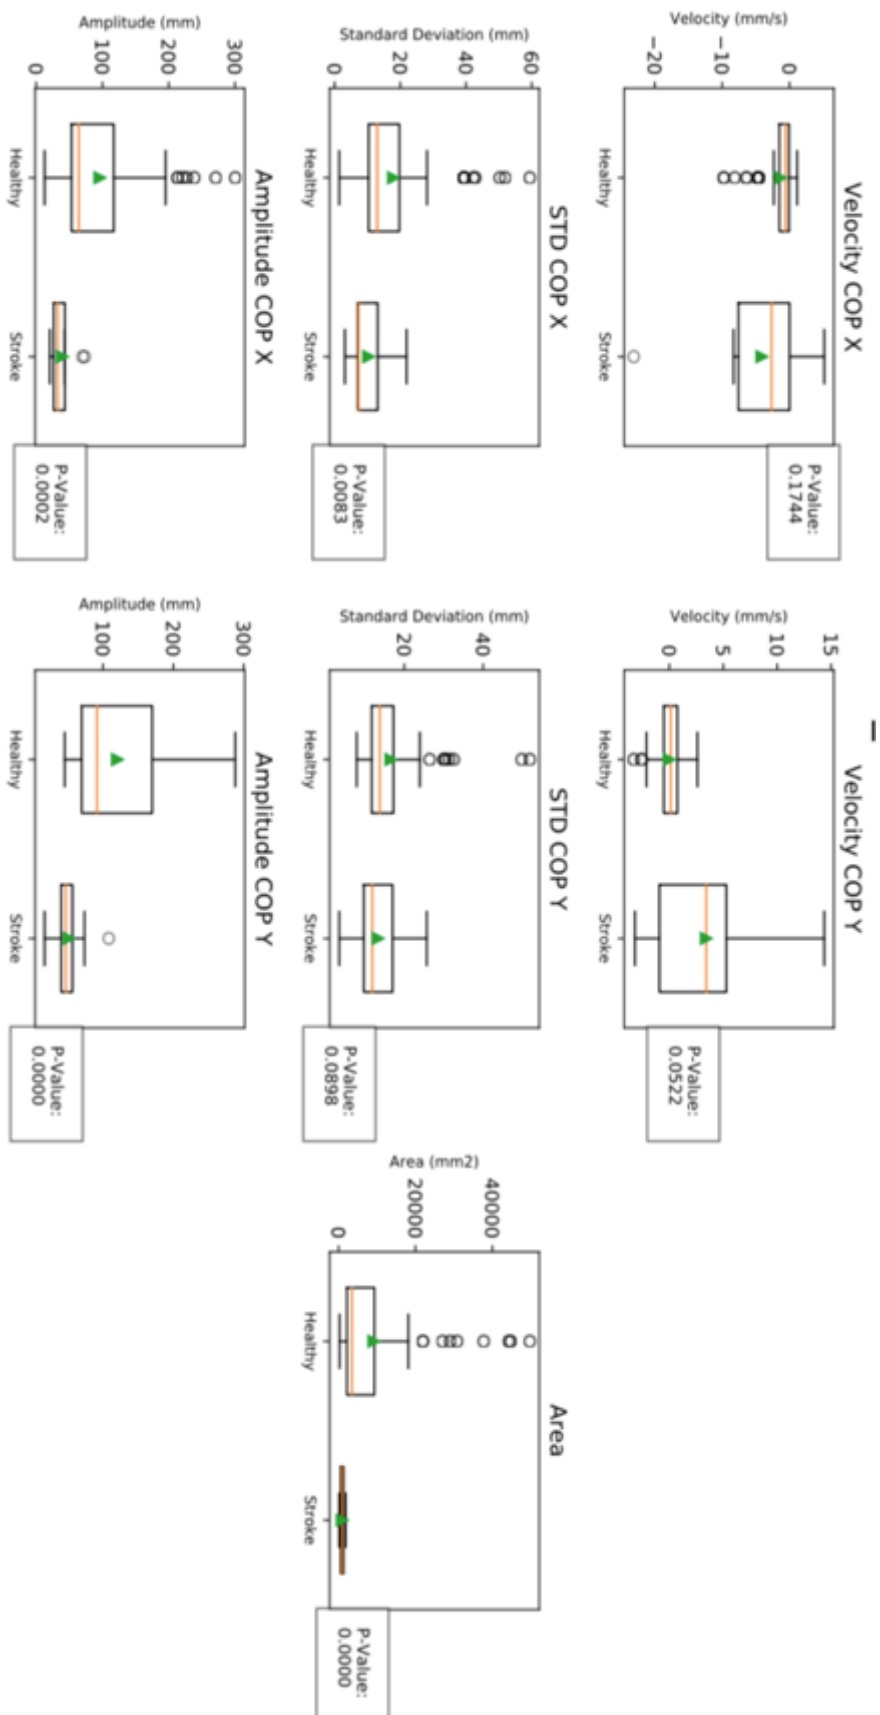 Velocity COP X
Velocity (mm/s)
0
−10
−20
Healthy
Stroke
P-Value:
0.1744
Velocity COP Y
Velocity (mm/s)
15
10
5
0
Healthy
Stroke
P-Value:
0.0522
STD COP X
Standard Deviation (mm)
60
40
20
0
Healthy
Stroke
P-Value:
0.0083
STD COP Y
Standard Deviation (mm)
40
20
Healthy
Stroke
P-Value:
0.0898
Area
Area (mm2)
40000
20000
0
Healthy
Stroke
P-Value:
0.0000
Amplitude COP X
Amplitude (mm)
300
200
100
0
Healthy
Stroke
P-Value:
0.0002
Amplitude COP Y
Amplitude (mm)
300
200
100
Healthy
Stroke
P-Value:
0.0000